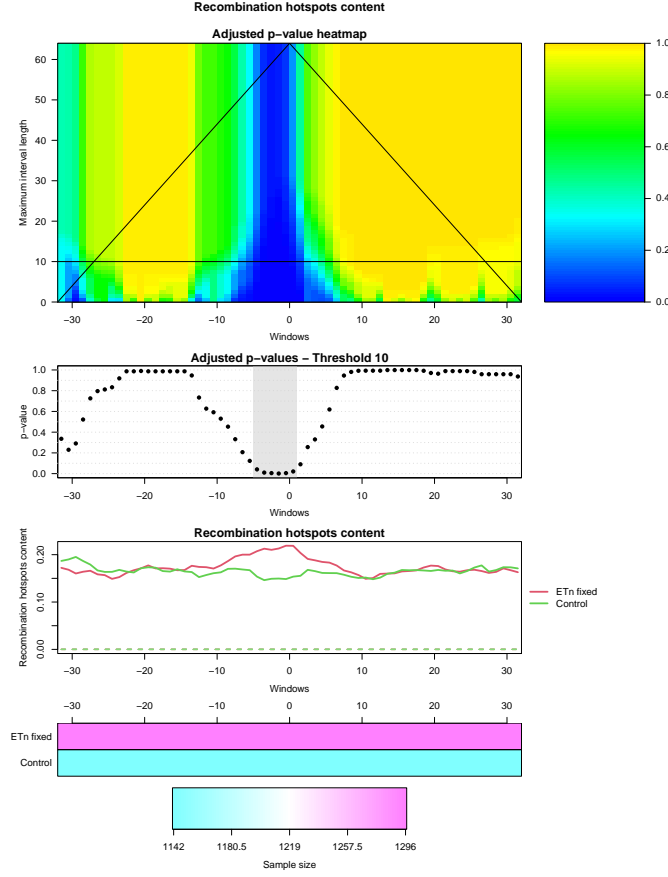 Recombination hotspots content
Adjusted p−value heatmap
Maximum interval length
60
50
40
30
20
10
0
−30 −20 −10 0 10 20 30
Windows
1.0
0.8
0.6
0.4
0.2
0.0
Adjusted p−values − Threshold 10
p−value
1.0
0.8
0.6
0.4
0.2
0.0
−30 −20 −10 0 10 20 30
Windows
Recombination hotspots content
Recombination hotspots content
0.20
0.10
0.00
−30 −20 −10 0 10 20 30
Windows
ETn fixed
Control
−30 −20 −10 0 10 20 30
ETn fixed
Control
1142 1180.5 1219 1257.5 1296
Sample size